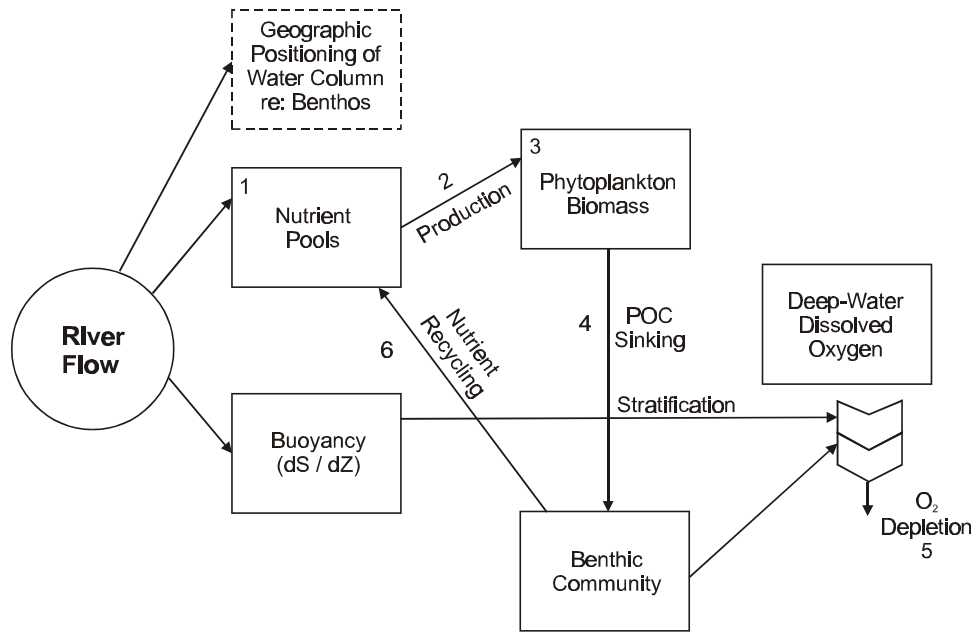 Geographic
Positioning of
Water Column
re: Benthos
1
Nutrient
Pools
2
Production
3
Phytoplankton
Biomass
RIver
Flow
6
Nutrient
Recycling
4
POC
Sinking
Deep-Water
Dissolved
Oxygen
Buoyancy
(dS / dZ)
Stratification
Benthic
Community
O₂
Depletion
5